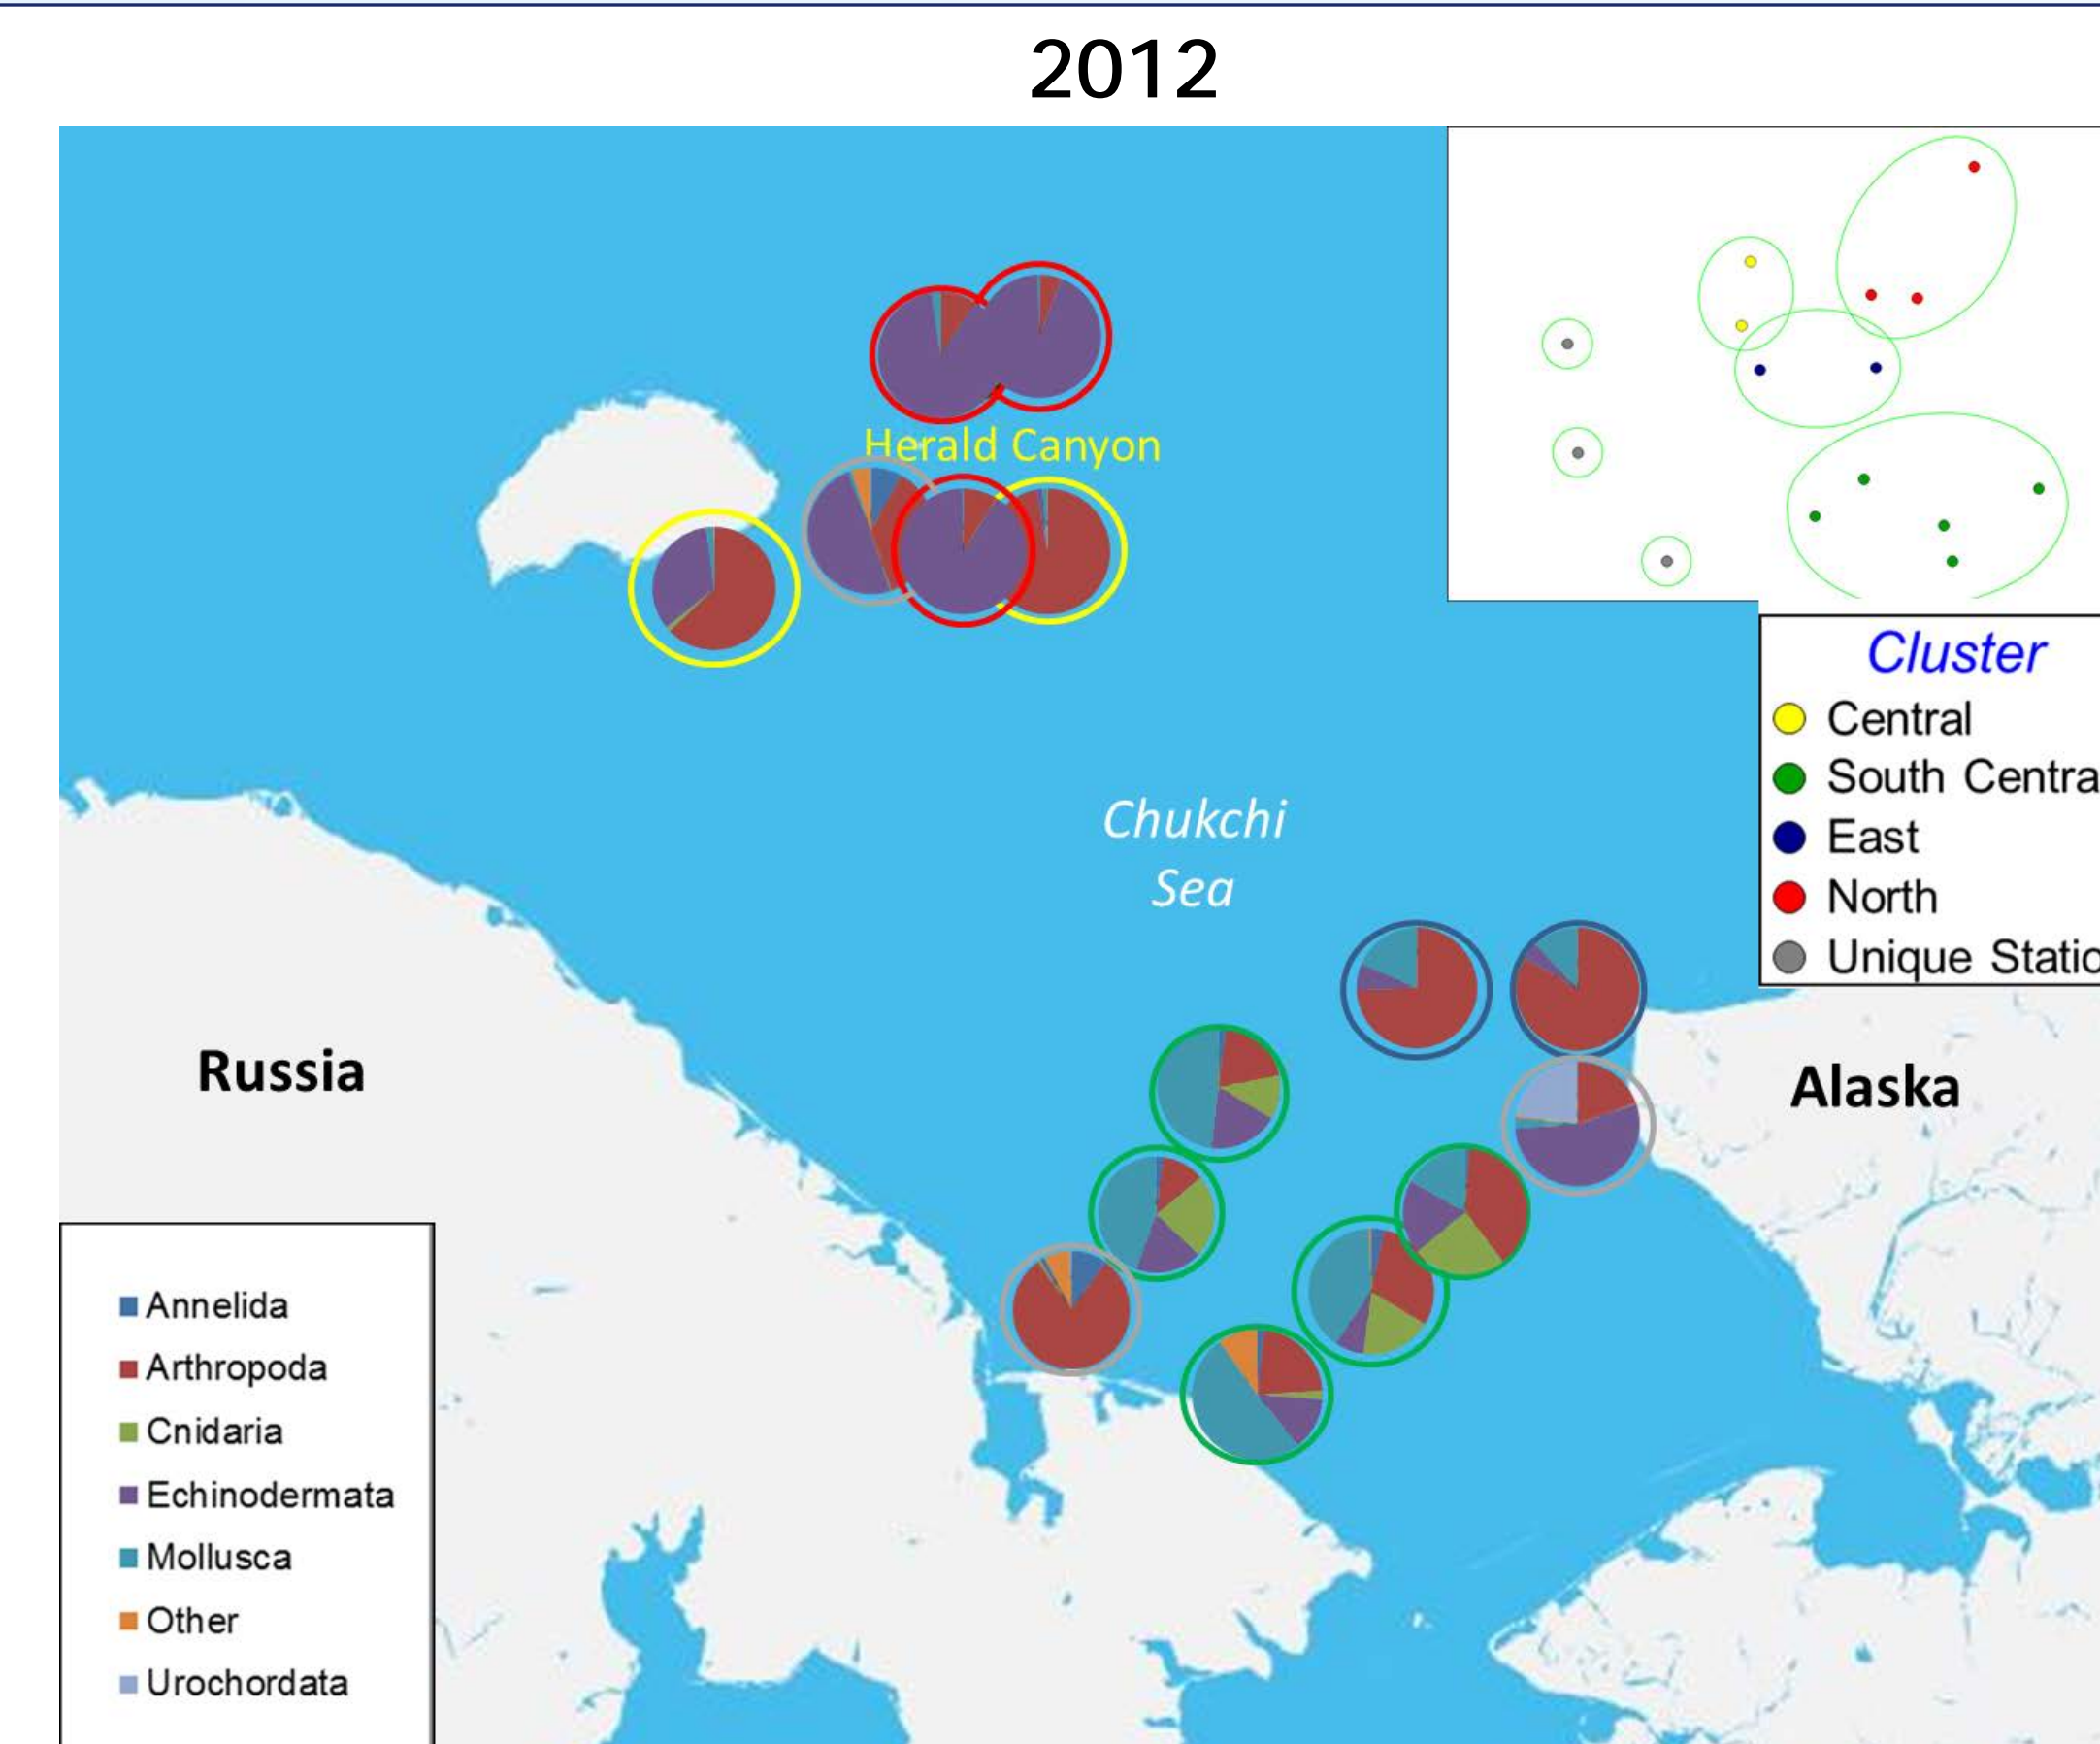 2012
Herald Canyon
Cluster
Central
South Centra
East
North
Unique Statio
Chukchi
Sea
Russia
Alaska
Annelida
Arthropoda
Cnidaria
Echinodermata
Mollusca
Other
Urochordata